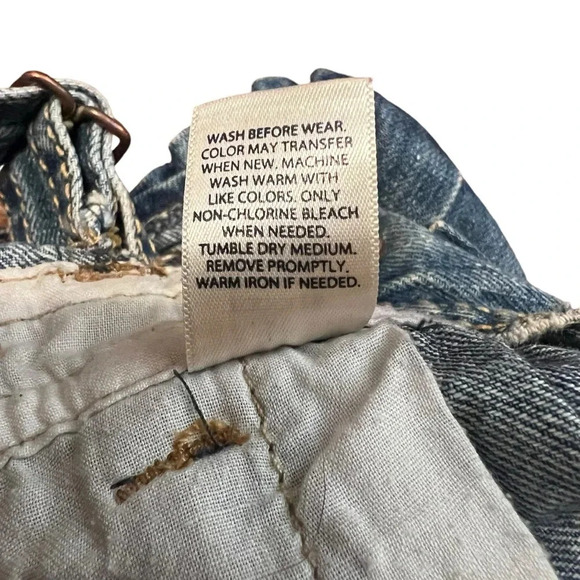 WASH BEFORE WEAR.
COLOR MAY TRANSFER
WHEN NEW. MACHINE
WASH WARM WITH
LIKE COLORS. ONLY
NON-CHLORINE BLEACH
WHEN NEEDED.
TUMBLE DRY MEDIUM.
REMOVE PROMPTLY.
WARM IRON IF NEEDED.